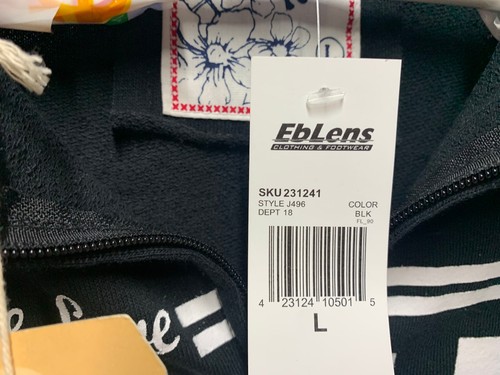 L
EbLens
CLOTHING & FOOTWEAR
SKU 231241
STYLE J496 COLOR
DEPT 18 BLK
FL_90
4 23124 10501 5
L